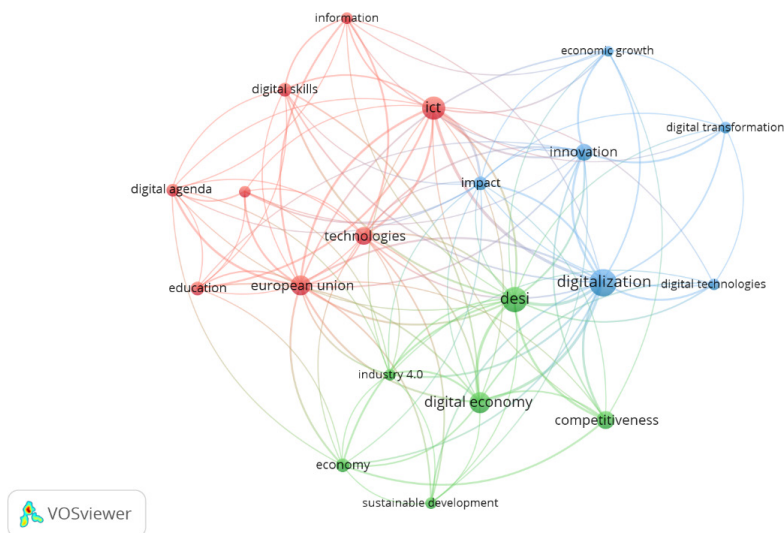 information
economic growth
digital skills
ict
digital transformation
innovation
impact
digital agenda
technologies
digitalization
european union
education
digital technologies
desi
industry 4.0
digital economy
competitiveness
economy
sustainable development
VOSviewer